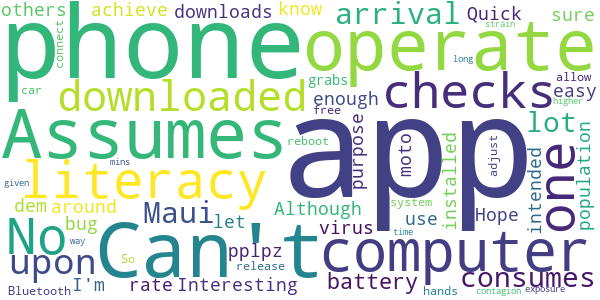 others achieve downloads Quick know arrival sure
strain
connect
phone operate
car downloaded grabs checks allow
long
enough easy
Assumes free app lot
reboot purpose moto adjust installed intended one population
mins higher
literacy
given dem around Maui Although use
No bug let virus Hope
way upon Can't computer
system
So time
pplpz release
I'm rate Interesting battery consumes
Bluetooth hands contagion exposure